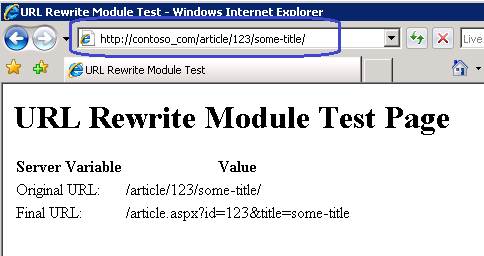 URL Rewrite Module Test - Windows Internet Explorer
http://contoso_com/article/123/some-title/
Live
URL Rewrite Module Test
URL Rewrite Module Test Page
Server Variable Value
Original URL: /article/123/some-title/
Final URL: /article.aspx?id=123&title=some-title